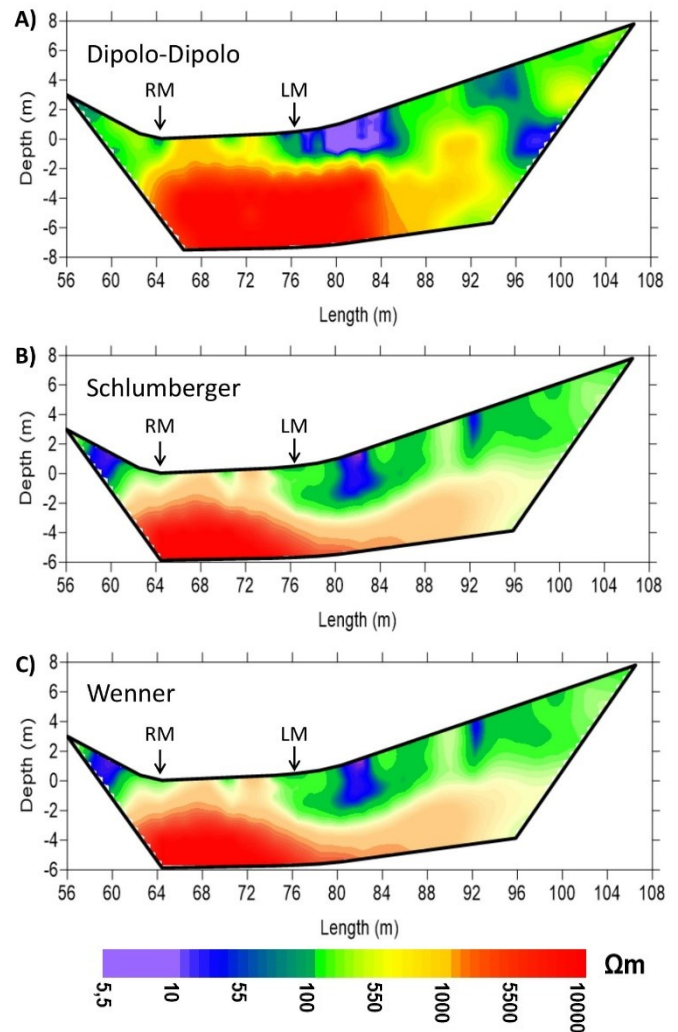 A)
Dipolo-Dipolo
RM LM
Depth (m)
8
6
4
2
0
-2
-4
-6
-8
56 60 64 68 72 76 80 84 88 92 96 100 104 108
Length (m)
B)
Schlumberger
RM LM
Depth (m)
8
6
4
2
0
-2
-4
-6
56 60 64 68 72 76 80 84 88 92 96 100 104 108
Length (m)
C)
Wenner
RM LM
Depth (m)
8
6
4
2
0
-2
-4
-6
56 60 64 68 72 76 80 84 88 92 96 100 104 108
Length (m)
Ωm
5,5 10 55 100 550 1000 5500 10000